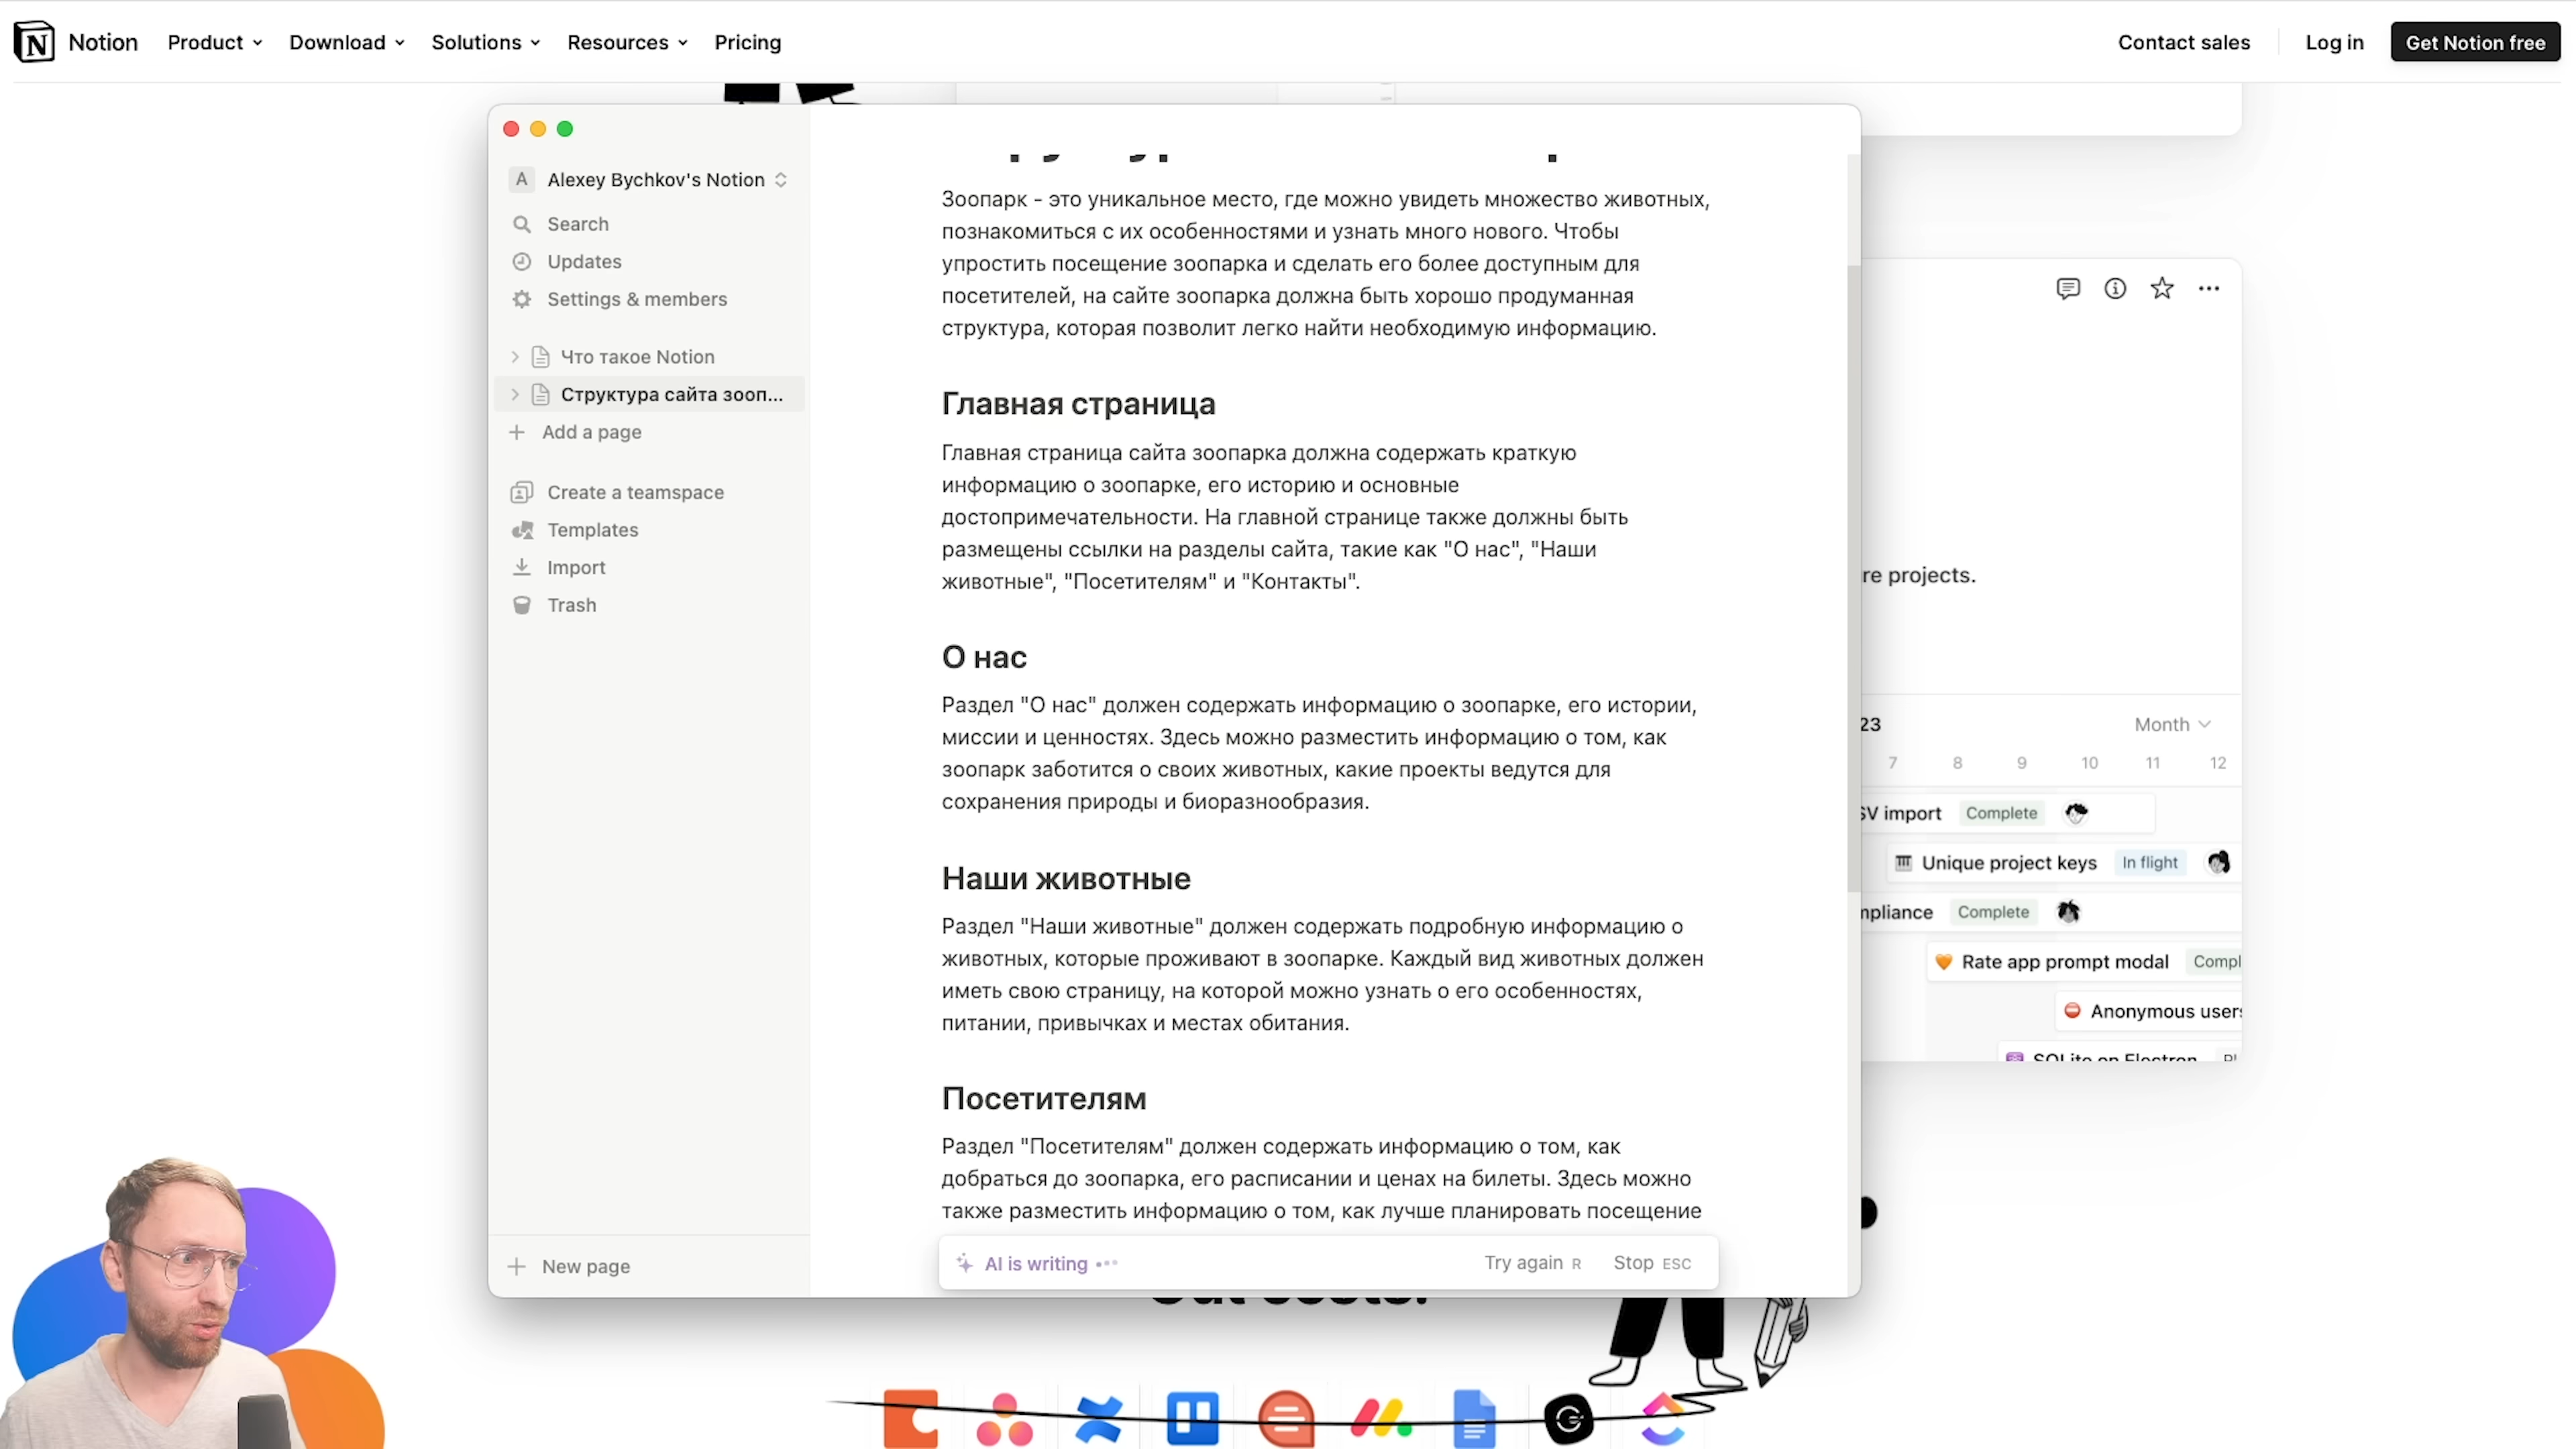 Notion
Product
Download
Solutions
Resources
Pricing
Contact sales
Log in
Get Notion free
A
Alexey Bychkov's Notion
Search
Updates
Settings & members
Что такое Notion
Структура сайта зооп...
Add a page
Create a teamspace
Templates
Import
Trash
New page
Зоопарк - это уникальное место, где можно увидеть множество животных,
познакомиться с их особенностями и узнать много нового. Чтобы
упростить посещение зоопарка и сделать его более доступным для
посетителей, на сайте зоопарка должна быть хорошо продуманная
структура, которая позволит легко найти необходимую информацию.
Главная страница
Главная страница сайта зоопарка должна содержать краткую
информацию о зоопарке, его историю и основные
достопримечательности. На главной странице также должны быть
размещены ссылки на разделы сайта, такие как "О нас", "Наши
животные", "Посетителям" и "Контакты".
О нас
Раздел "О нас" должен содержать информацию о зоопарке, его истории,
миссии и ценностях. Здесь можно разместить информацию о том, как
зоопарк заботится о своих животных, какие проекты ведутся для
сохранения природы и биоразнообразия.
Наши животные
Раздел "Наши животные" должен содержать подробную информацию о
животных, которые проживают в зоопарке. Каждый вид животных должен
иметь свою страницу, на которой можно узнать о его особенностях,
питании, привычках и местах обитания.
Посетителям
Раздел "Посетителям" должен содержать информацию о том, как
добраться до зоопарка, его расписании и ценах на билеты. Здесь можно
также разместить информацию о том, как лучше планировать посещение
AI is writing
Try again R
Stop ESC
re projects.
23
Month
7 8 9 10 11 12
SV import Complete
Unique project keys In flight
mpliance Complete
Rate app prompt modal Compl
Anonymous users
SQLite on Electron Pl